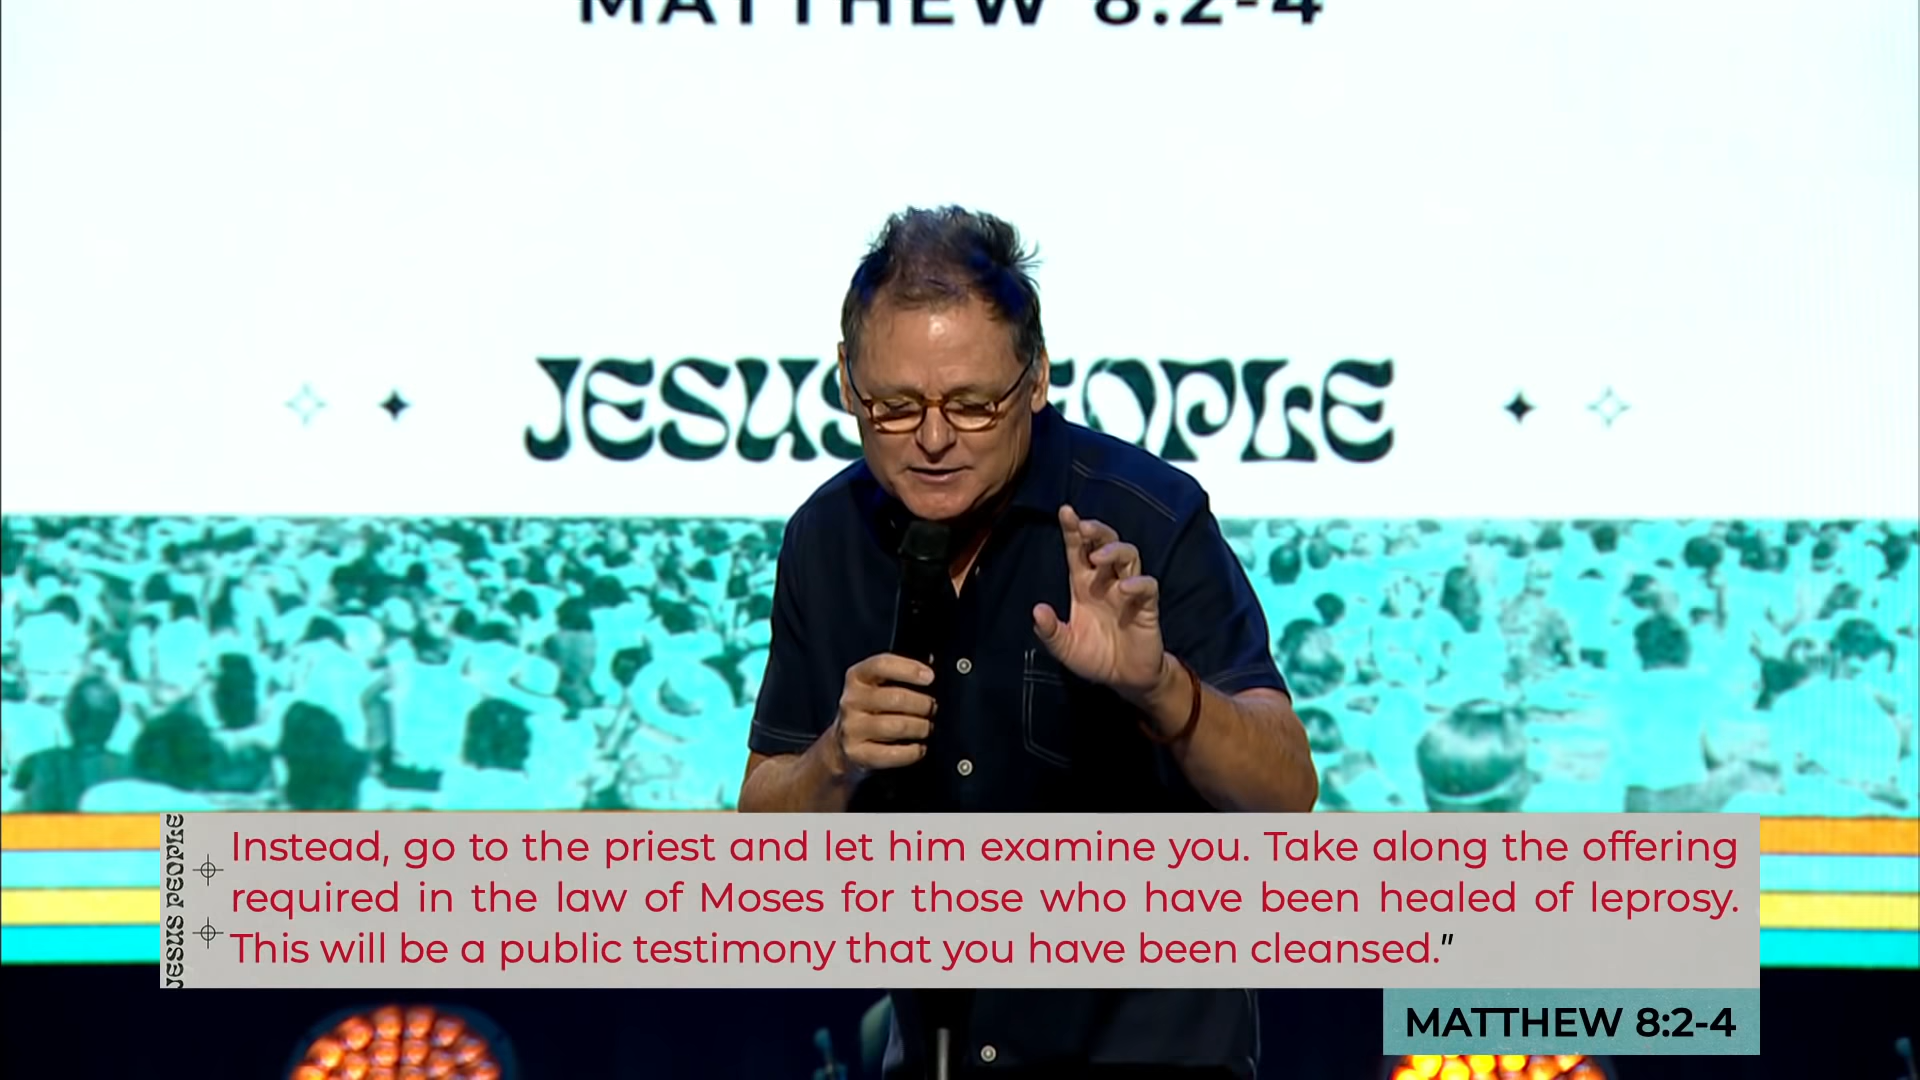 MATTHEW 8:2-4
JESUS PEOPLE
JESUS PEOPLE
Instead, go to the priest and let him examine you. Take along the offering
required in the law of Moses for those who have been healed of leprosy.
This will be a public testimony that you have been cleansed."
MATTHEW 8:2-4